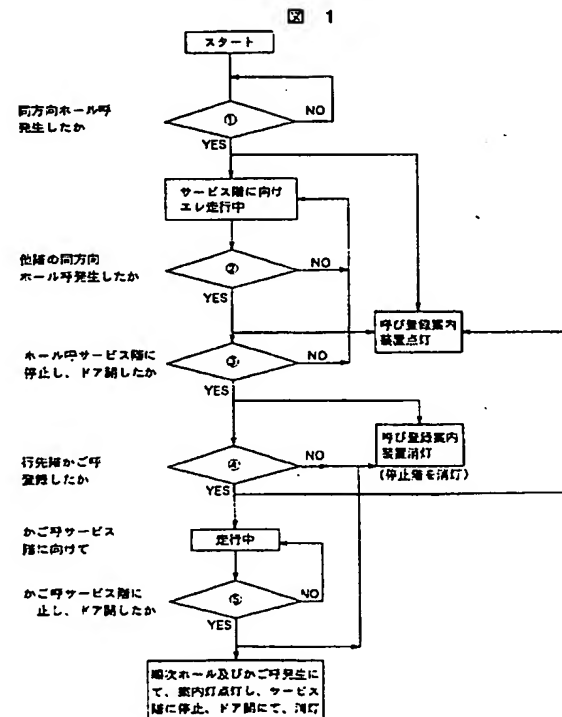 図 1
スタート
同方向ホール呼
発生したか
①
NO
YES
サービス階に向け
エレ走行中
他階の同方向
ホール呼発生したか
②
NO
YES
呼び登録案内
装置点灯
ホール呼サービス階に
停止し、ドア開したか
③
NO
YES
呼び登録案内
装置消灯
(停止階を消灯)
行先階かご呼
登録したか
④
NO
YES
かご呼サービス
階に向けて
走行中
かご呼サービス階に
止し、ドア開したか
⑤
NO
YES
順次ホール及びかご呼発生に
て、案内灯点灯し、サービス
階に停止、ドア開にて、消灯